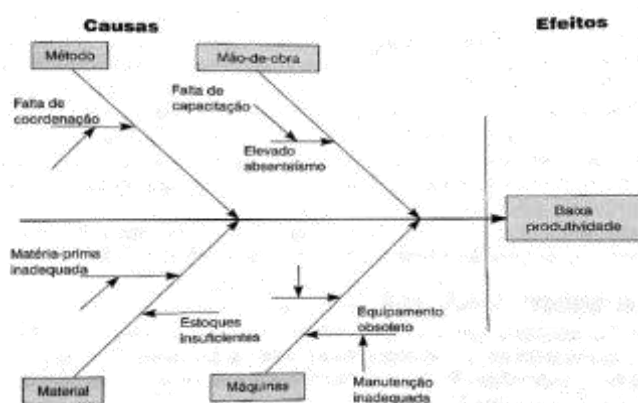 Causas
Efeitos
Método
Mão-de-obra
Falta de
coordenação
Falta de
capacitação
Elevado
absenteísmo
Baixa
produtividade
Matéria-prima
inadequada
Estoques
insuficientes
Equipamento
obsoleto
Manutenção
inadequada
Material
Máquinas